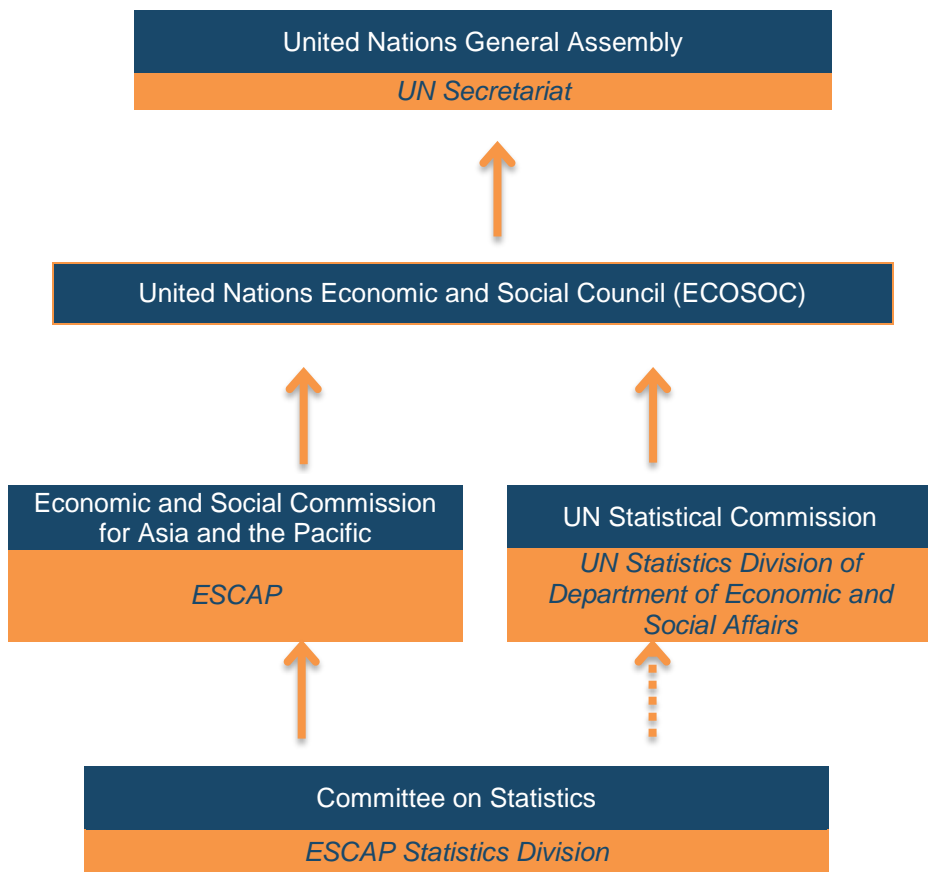 United Nations General Assembly
UN Secretariat
United Nations Economic and Social Council (ECOSOC)
Economic and Social Commission
for Asia and the Pacific
ESCAP
UN Statistical Commission
UN Statistics Division of
Department of Economic and
Social Affairs
Committee on Statistics
ESCAP Statistics Division